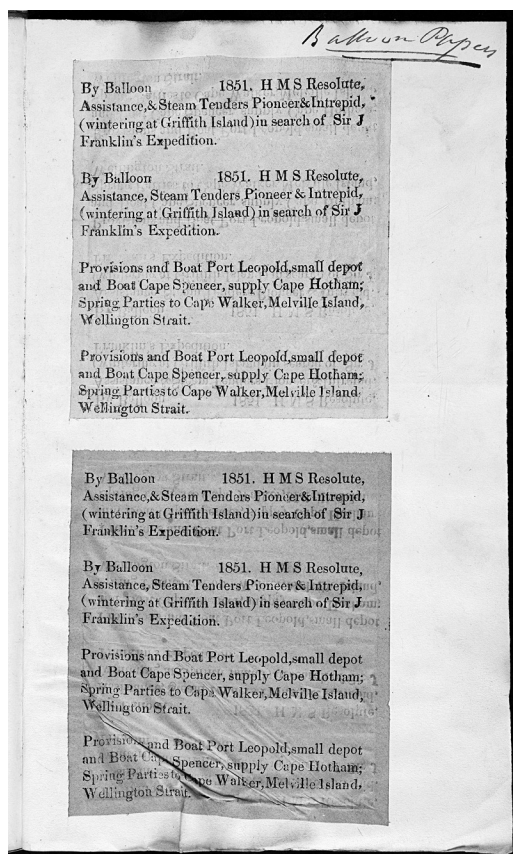 Balloon Papers
By Balloon 1851. H M S Resolute,
Assistance,& Steam Tenders Pioneer&Intrepid,
(wintering at Griffith Island)in search of Sir J
Franklin's Expedition.
By Balloon 1851. H M S Resolute,
Assistance, Steam Tenders Pioneer & Intrepid,
(wintering at Griffith Island) in search of Sir J
Franklin's Expedition.
Provisions and Boat Port Leopold,small depot
and Boat Cape Spencer, supply Cape Hotham;
Spring Parties to Cape Walker,Melville Island,
Wellington Strait.
Provisions and Boat Port Leopold,small depot
and Boat Cape Spencer, supply Cape Hotham;
Spring Parties to Cape Walker,Melville Island,
Wellington Strait.
By Balloon 1851. H M S Resolute,
Assistance,& Steam Tenders Pioneer&Intrepid,
(wintering at Griffith Island)in search of Sir J
Franklin's Expedition.
By Balloon 1851. H M S Resolute,
Assistance, Steam Tenders Pioneer & Intrepid,
(wintering at Griffith Island) in search of Sir J
Franklin's Expedition.
Provisions and Boat Port Leopold,small depot
and Boat Cape Spencer, supply Cape Hotham;
Spring Parties to Cape Walker,Melville Island,
Wellington Strait.
Provisions and Boat Port Leopold,small depot
and Boat Cape Spencer, supply Cape Hotham;
Spring Parties to Cape Walker,Melville Island,
Wellington Strait.